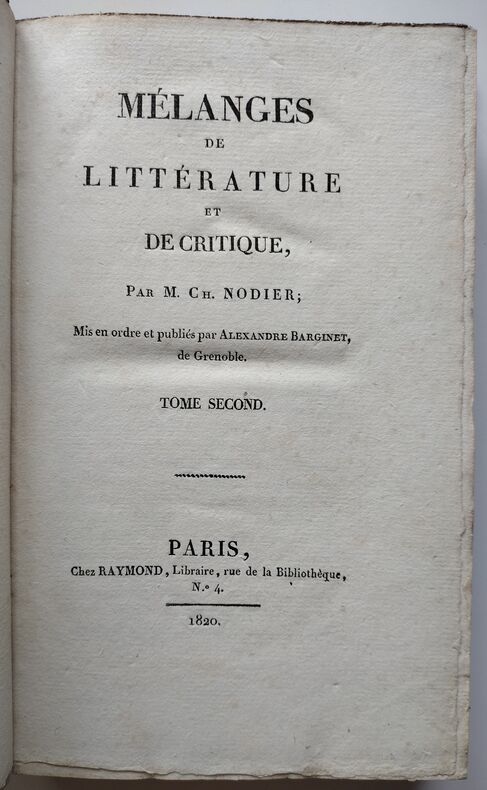 MÉLANGES
DE
LITTÉRATURE
ET
DE CRITIQUE,
PAR M. CH. NODIER;
Mis en ordre et publiés par ALEXANDRE BARGINET,
de Grenoble.
TOME SECOND.
PARIS,
Chez RAYMOND, Libraire, rue de la Bibliothèque,
N.o 4.
1820.